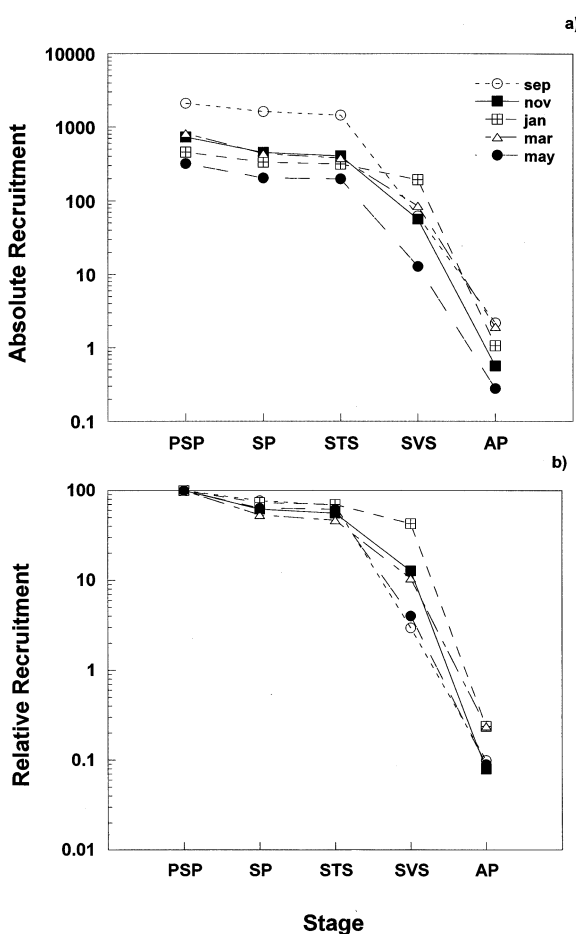 a)
10000
1000
100
10
1
0.1
Absolute Recruitment
sep
nov
jan
mar
may
PSP SP STS SVS AP
b)
100
10
1
0.1
0.01
Relative Recruitment
PSP SP STS SVS AP
Stage